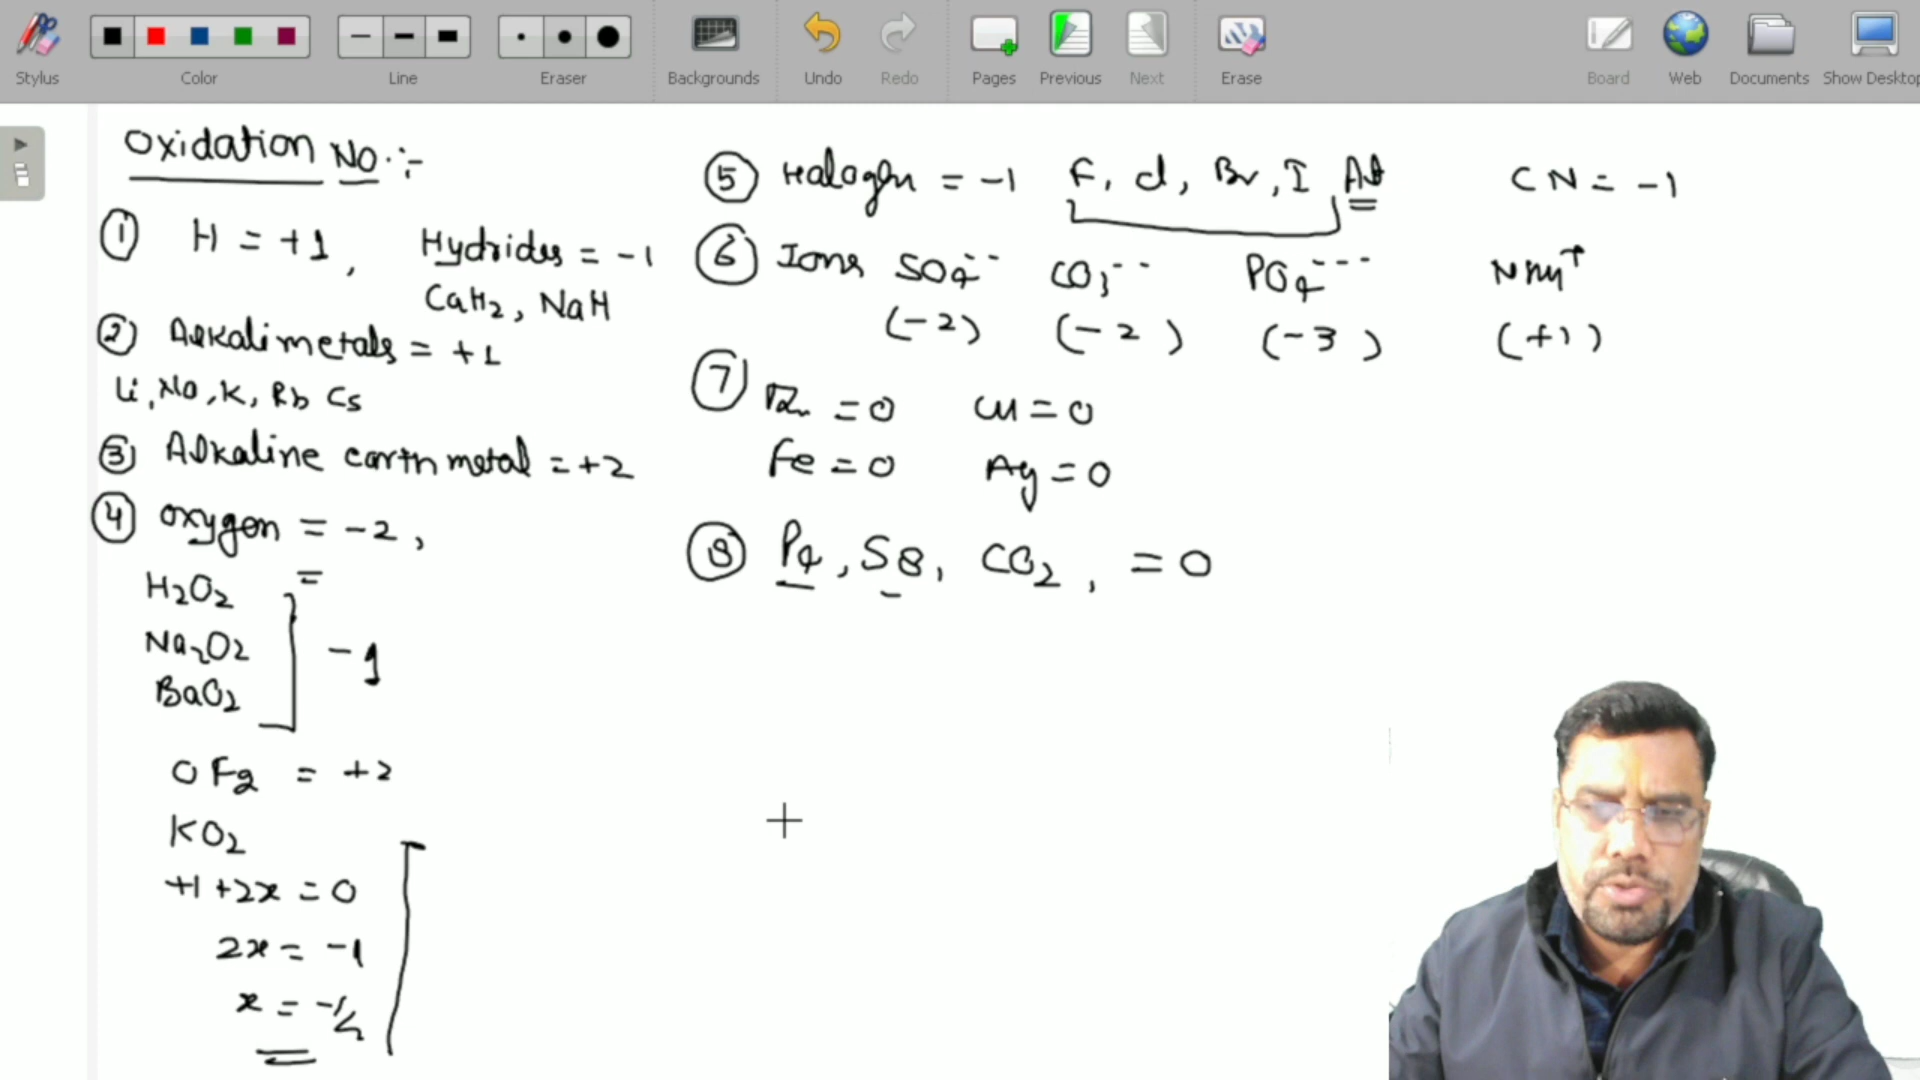 Stylus
Color
Line
Eraser
Backgrounds
Undo
Redo
Pages
Previous
Next
Erase
Board
Web
Documents
Show Desktop
Oxidation No :-
① H = +1, Hydrides = -1
CaH₂, NaH
② Alkali metals = +1
Li, Na, K, Rb Cs
③ Alkaline earth metal = +2
④ oxygen = -2,
H₂O₂
Na₂O₂
BaO₂
-1
OF₂ = +2
KO₂
+1 +2x = 0
2x = -1
x = -1/2
⑤ Halogen = -1 F, Cl, Br, I At CN = -1
⑥ Ions SO₄⁻⁻ CO₃⁻⁻ PO₄⁻⁻⁻ NH₄⁺
(-2) (-2) (-3) (+1)
⑦ = 0 Cu = 0
Fe = 0 Ag = 0
⑧ P₄, S8, CO₂, = 0